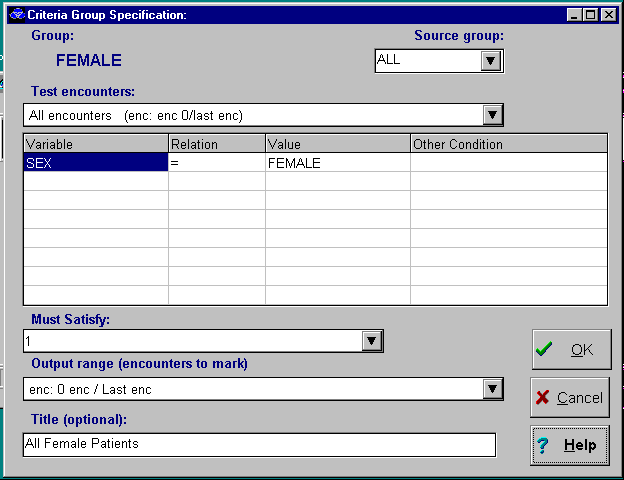 Criteria Group Specification:
Group:
Source group:
FEMALE
ALL
Test encounters:
All encounters (enc: enc 0/last enc)
Variable Relation Value Other Condition
SEX = FEMALE
Must Satisfy:
1
OK
Output range (encounters to mark)
enc: 0 enc / Last enc
Cancel
Title (optional):
All Female Patients
? Help